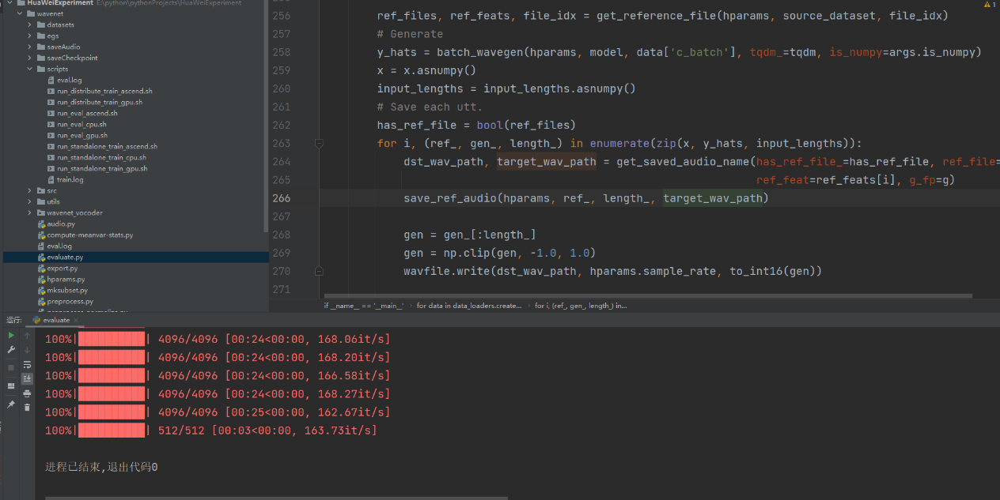 HuaWeiExperiment E:\python\pythonProjects\HuaWeiExperiment
wavenet
datasets
egs
saveAudio
saveCheckpoint
scripts
eval.log
run_distribute_train_ascend.sh
run_distribute_train_gpu.sh
run_eval_ascend.sh
run_eval_cpu.sh
run_eval_gpu.sh
run_standalone_train_ascend.sh
run_standalone_train_cpu.sh
run_standalone_train_gpu.sh
train.log
src
utils
wavenet_vocoder
audio.py
compute-meanvar-stats.py
eval.log
evaluate.py
export.py
hparams.py
mksubset.py
preprocess.py
256 ref_files, ref_feats, file_idx = get_reference_file(hparams, source_dataset, file_idx)
257 # Generate
258 y_hats = batch_wavegen(hparams, model, data['c_batch'], tqdm_=tqdm, is_numpy=args.is_numpy)
259 x = x.asnumpy()
260 input_lengths = input_lengths.asnumpy()
261 # Save each utt.
262 has_ref_file = bool(ref_files)
263 for i, (ref_, gen_, length_) in enumerate(zip(x, y_hats, input_lengths)):
264 dst_wav_path, target_wav_path = get_saved_audio_name(has_ref_file_=has_ref_file, ref_file=
265 ref_feat=ref_feats[i], g_fp=g)
266 save_ref_audio(hparams, ref_, length_, target_wav_path)
267
268 gen = gen_[:length_]
269 gen = np.clip(gen, -1.0, 1.0)
270 wavfile.write(dst_wav_path, hparams.sample_rate, to_int16(gen))
271
1
if __name__ == '__main__' › for data in data_loaders.create... › for i, (ref_, gen_, length_) in...
运行: evaluate ×
100%|██████████| 4096/4096 [00:24<00:00, 168.06it/s]
100%|██████████| 4096/4096 [00:24<00:00, 168.20it/s]
100%|██████████| 4096/4096 [00:24<00:00, 166.58it/s]
100%|██████████| 4096/4096 [00:24<00:00, 168.27it/s]
100%|██████████| 4096/4096 [00:25<00:00, 162.67it/s]
100%|██████████| 512/512 [00:03<00:00, 163.73it/s]
进程已结束,退出代码0